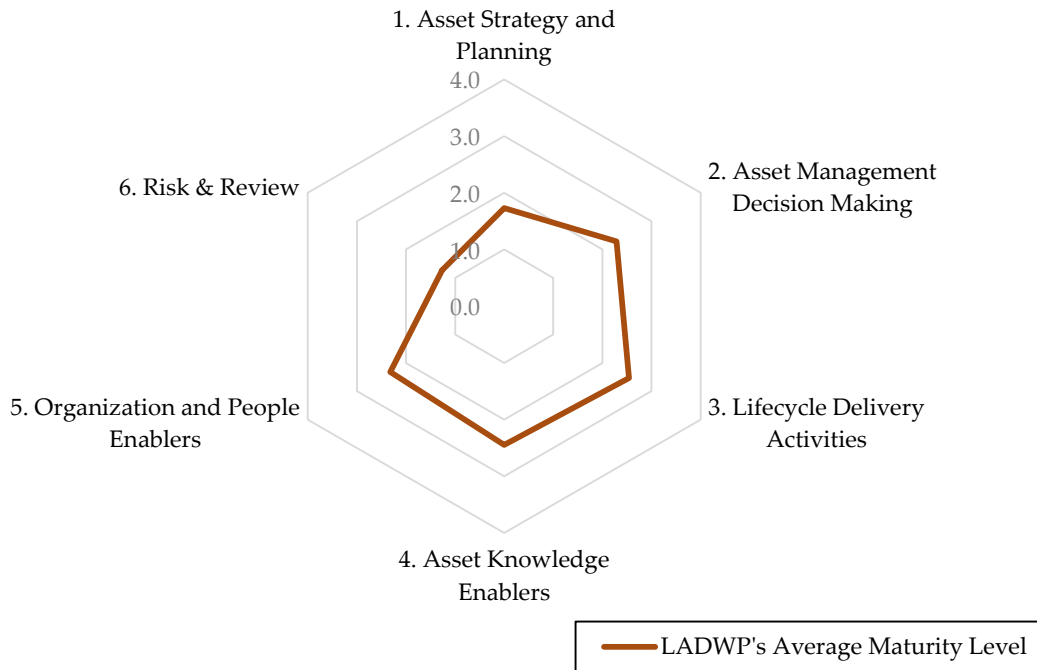 1. Asset Strategy and
Planning
4.0
3.0
2.0
1.0
0.0
2. Asset Management
Decision Making
3. Lifecycle Delivery
Activities
4. Asset Knowledge
Enablers
5. Organization and People
Enablers
6. Risk & Review
LADWP's Average Maturity Level